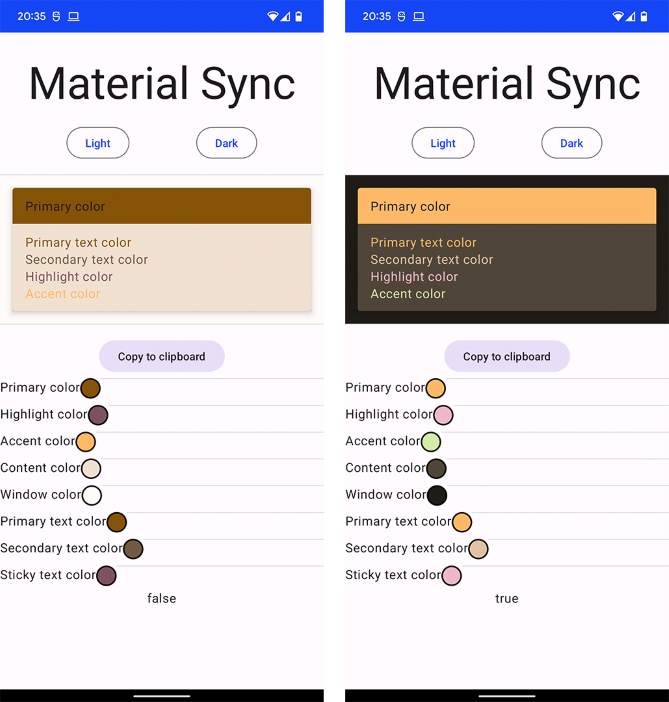 20:35
Material Sync
Light Dark
Primary color
Primary text color
Secondary text color
Highlight color
Accent color
Copy to clipboard
Primary color
Highlight color
Accent color
Content color
Window color
Primary text color
Secondary text color
Sticky text color
false
20:35
Material Sync
Light Dark
Primary color
Primary text color
Secondary text color
Highlight color
Accent color
Copy to clipboard
Primary color
Highlight color
Accent color
Content color
Window color
Primary text color
Secondary text color
Sticky text color
true